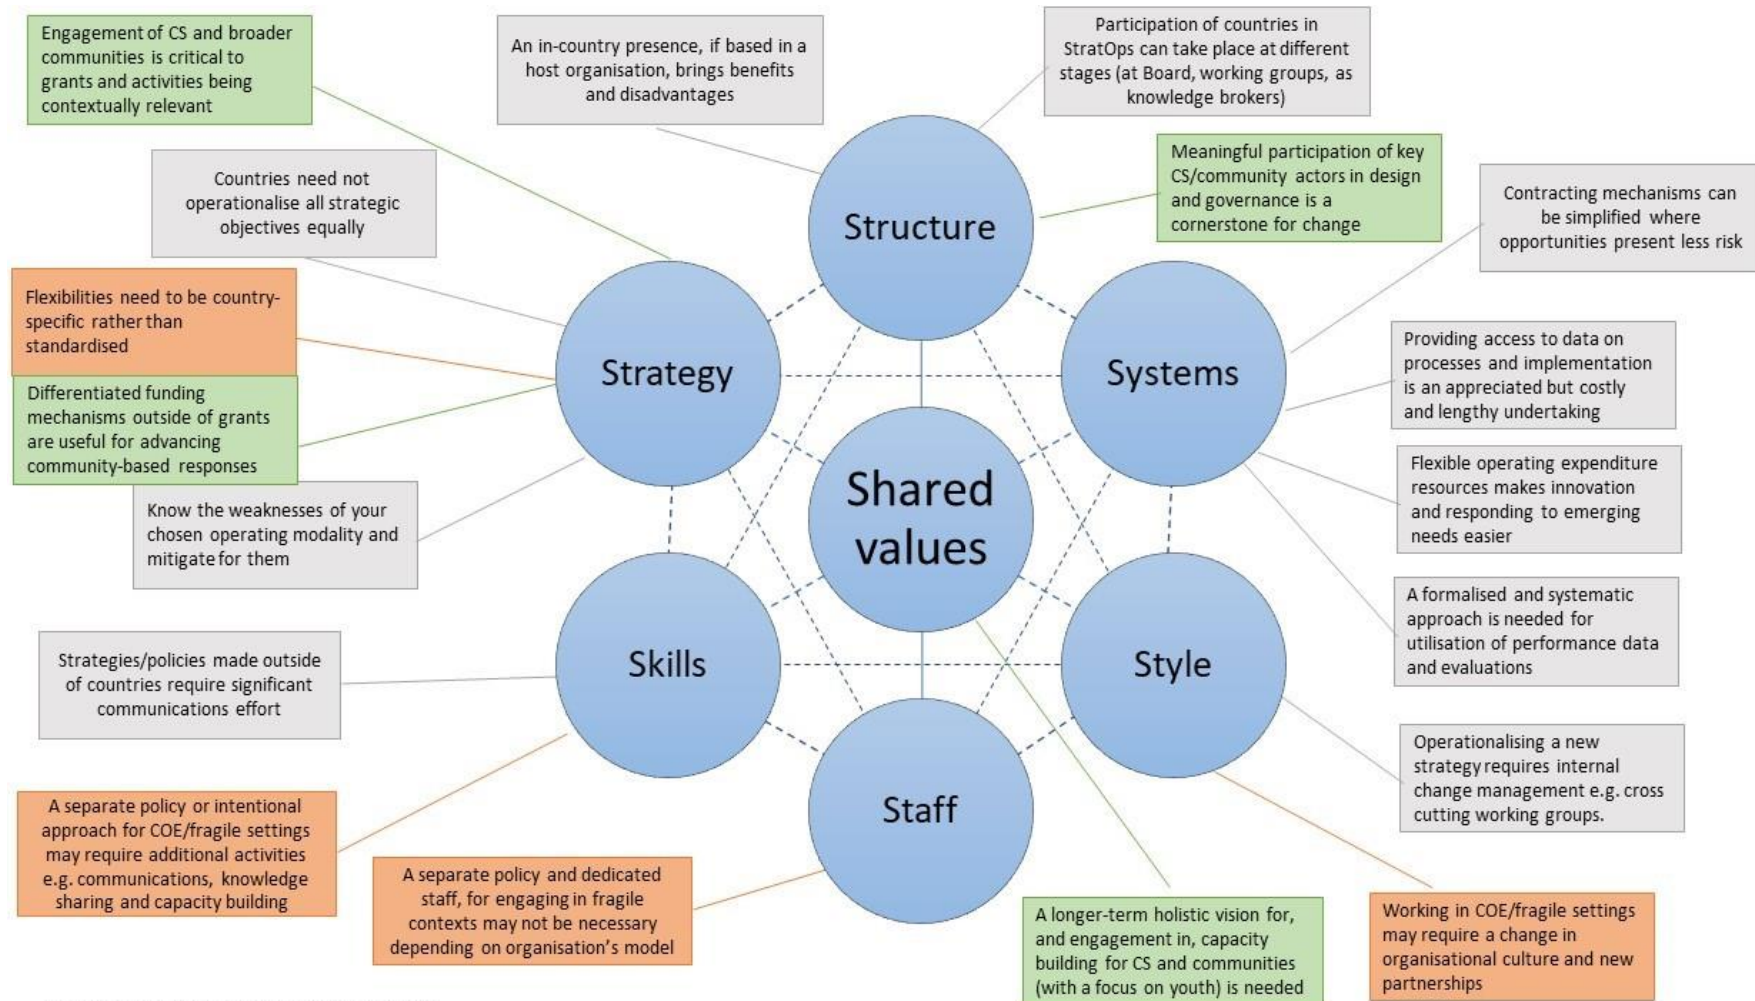 Engagement of CS and broader
communities is critical to
grants and activities being
contextually relevant
An in-country presence, if based in a
host organisation, brings benefits
and disadvantages
Participation of countries in
StratOps can take place at different
stages (at Board, working groups, as
knowledge brokers)
Meaningful participation of key
CS/community actors in design
and governance is a
cornerstone for change
Countries need not
operationalise all strategic
objectives equally
Contracting mechanisms can
be simplified where
opportunities present less risk
Structure
Flexibilities need to be country-
specific rather than
standardised
Strategy
Systems
Providing access to data on
processes and implementation
is an appreciated but costly
and lengthy undertaking
Differentiated funding
mechanisms outside of grants
are useful for advancing
community-based responses
Flexible operating expenditure
resources makes innovation
and responding to emerging
needs easier
Know the weaknesses of your
chosen operating modality and
mitigate for them
Shared
values
A formalised and systematic
approach is needed for
utilisation of performance data
and evaluations
Strategies/policies made outside
of countries require significant
communications effort
Skills
Style
Operationalising a new
strategy requires internal
change management e.g. cross
cutting working groups.
Staff
A separate policy or intentional
approach for COE/fragile settings
may require additional activities
e.g. communications, knowledge
sharing and capacity building
A separate policy and dedicated
staff, for engaging in fragile
contexts may not be necessary
depending on organisation's model
A longer-term holistic vision for,
and engagement in, capacity
building for CS and communities
(with a focus on youth) is needed
Working in COE/fragile settings
may require a change in
organisational culture and new
partnerships